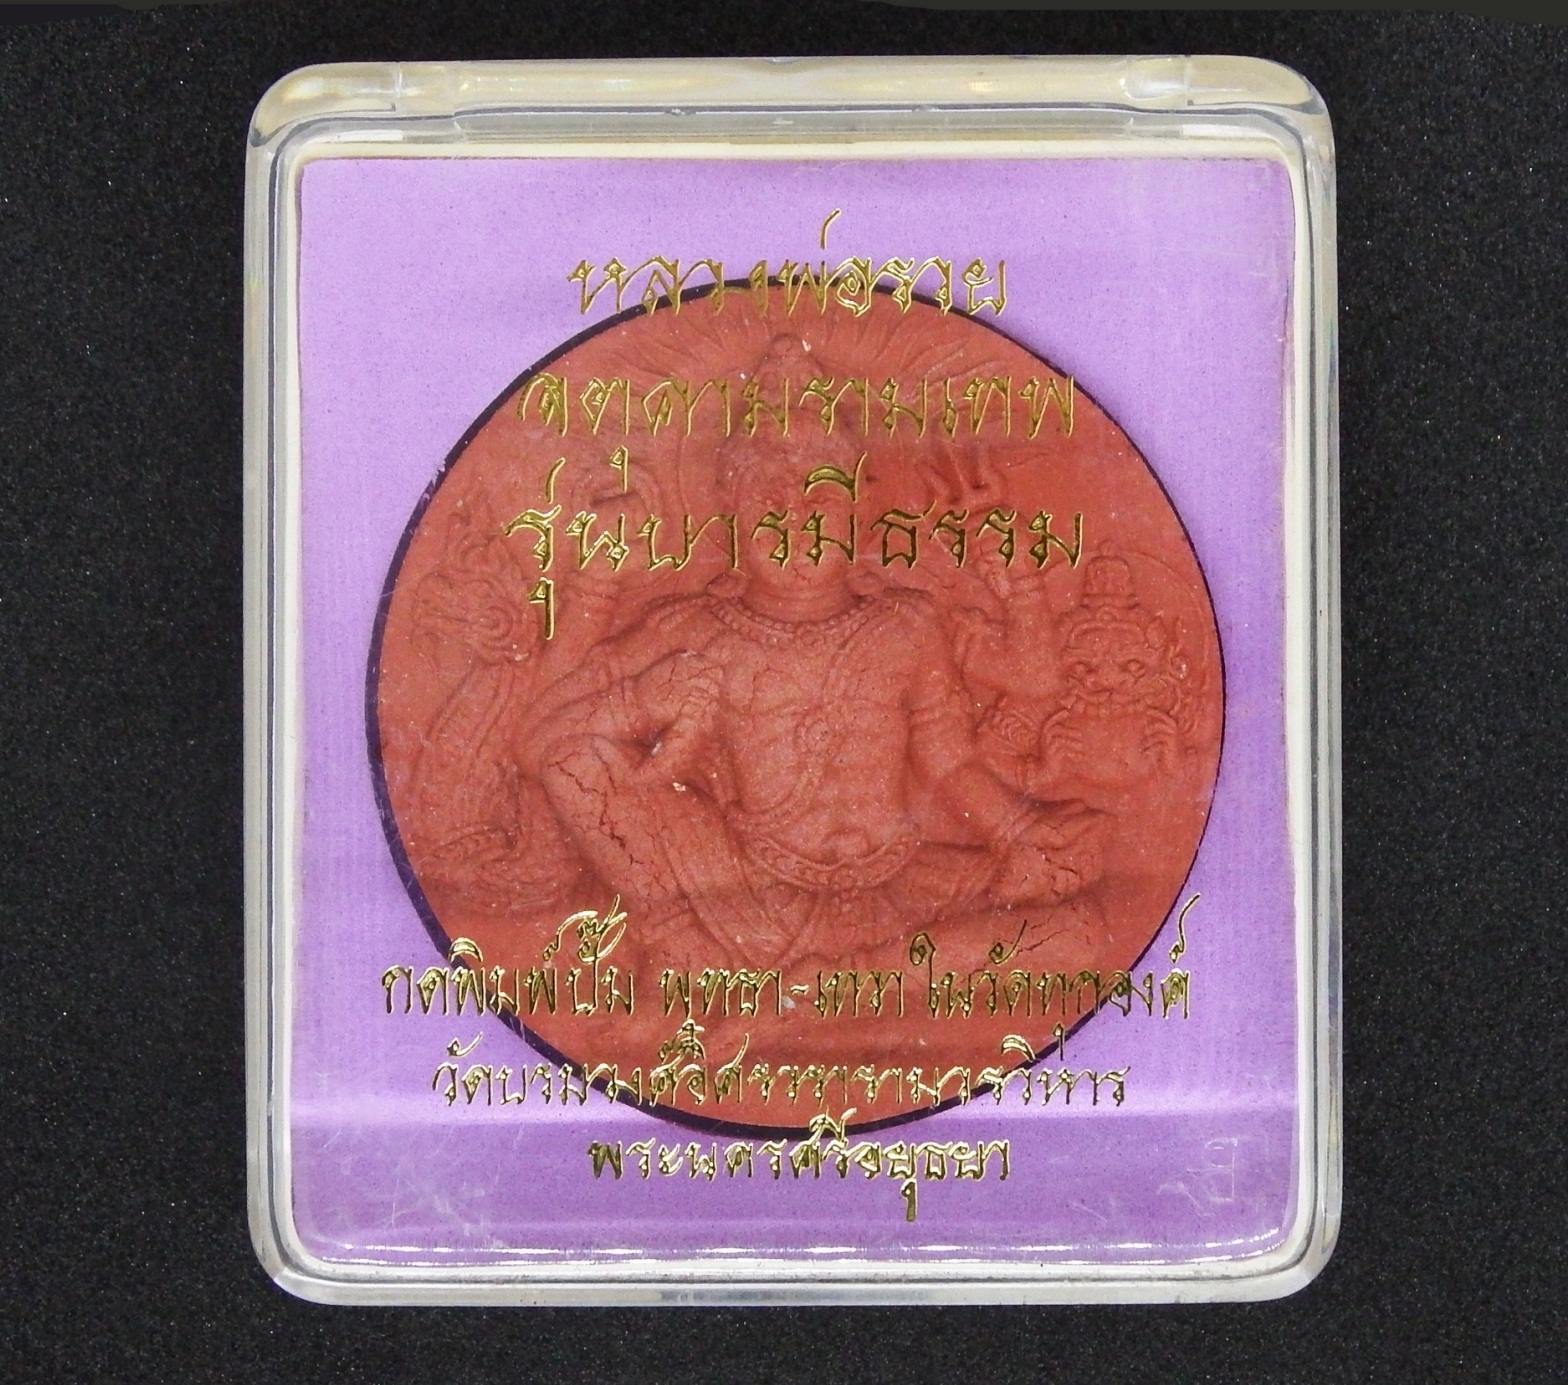 หลวงพ่อรวย
จตุคามรามเทพ
รุ่นบารมีธรรม
กดพิมพ์ปั๊ม พุทธา-เทวา ในวัดทุกองค์
วัดบรมวงศ์อิศรวรารามวรวิหาร
พระนครศรีอยุธยา